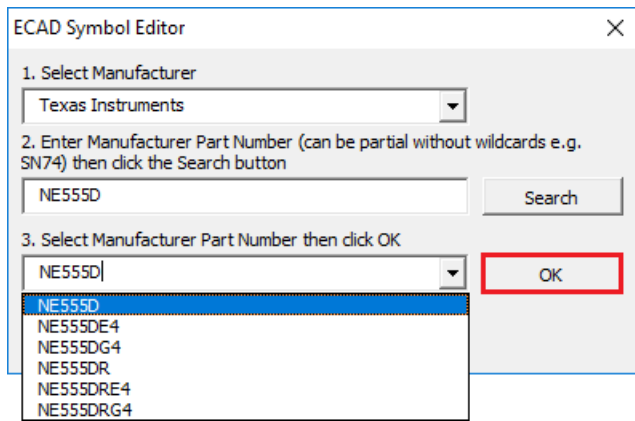 ECAD Symbol Editor
1. Select Manufacturer
Texas Instruments
2. Enter Manufacturer Part Number (can be partial without wildcards e.g.
SN74) then click the Search button
NE555D
Search
3. Select Manufacturer Part Number then click OK
NE555D
OK
NE555D
NE555DE4
NE555DG4
NE555DR
NE555DRE4
NE555DRG4